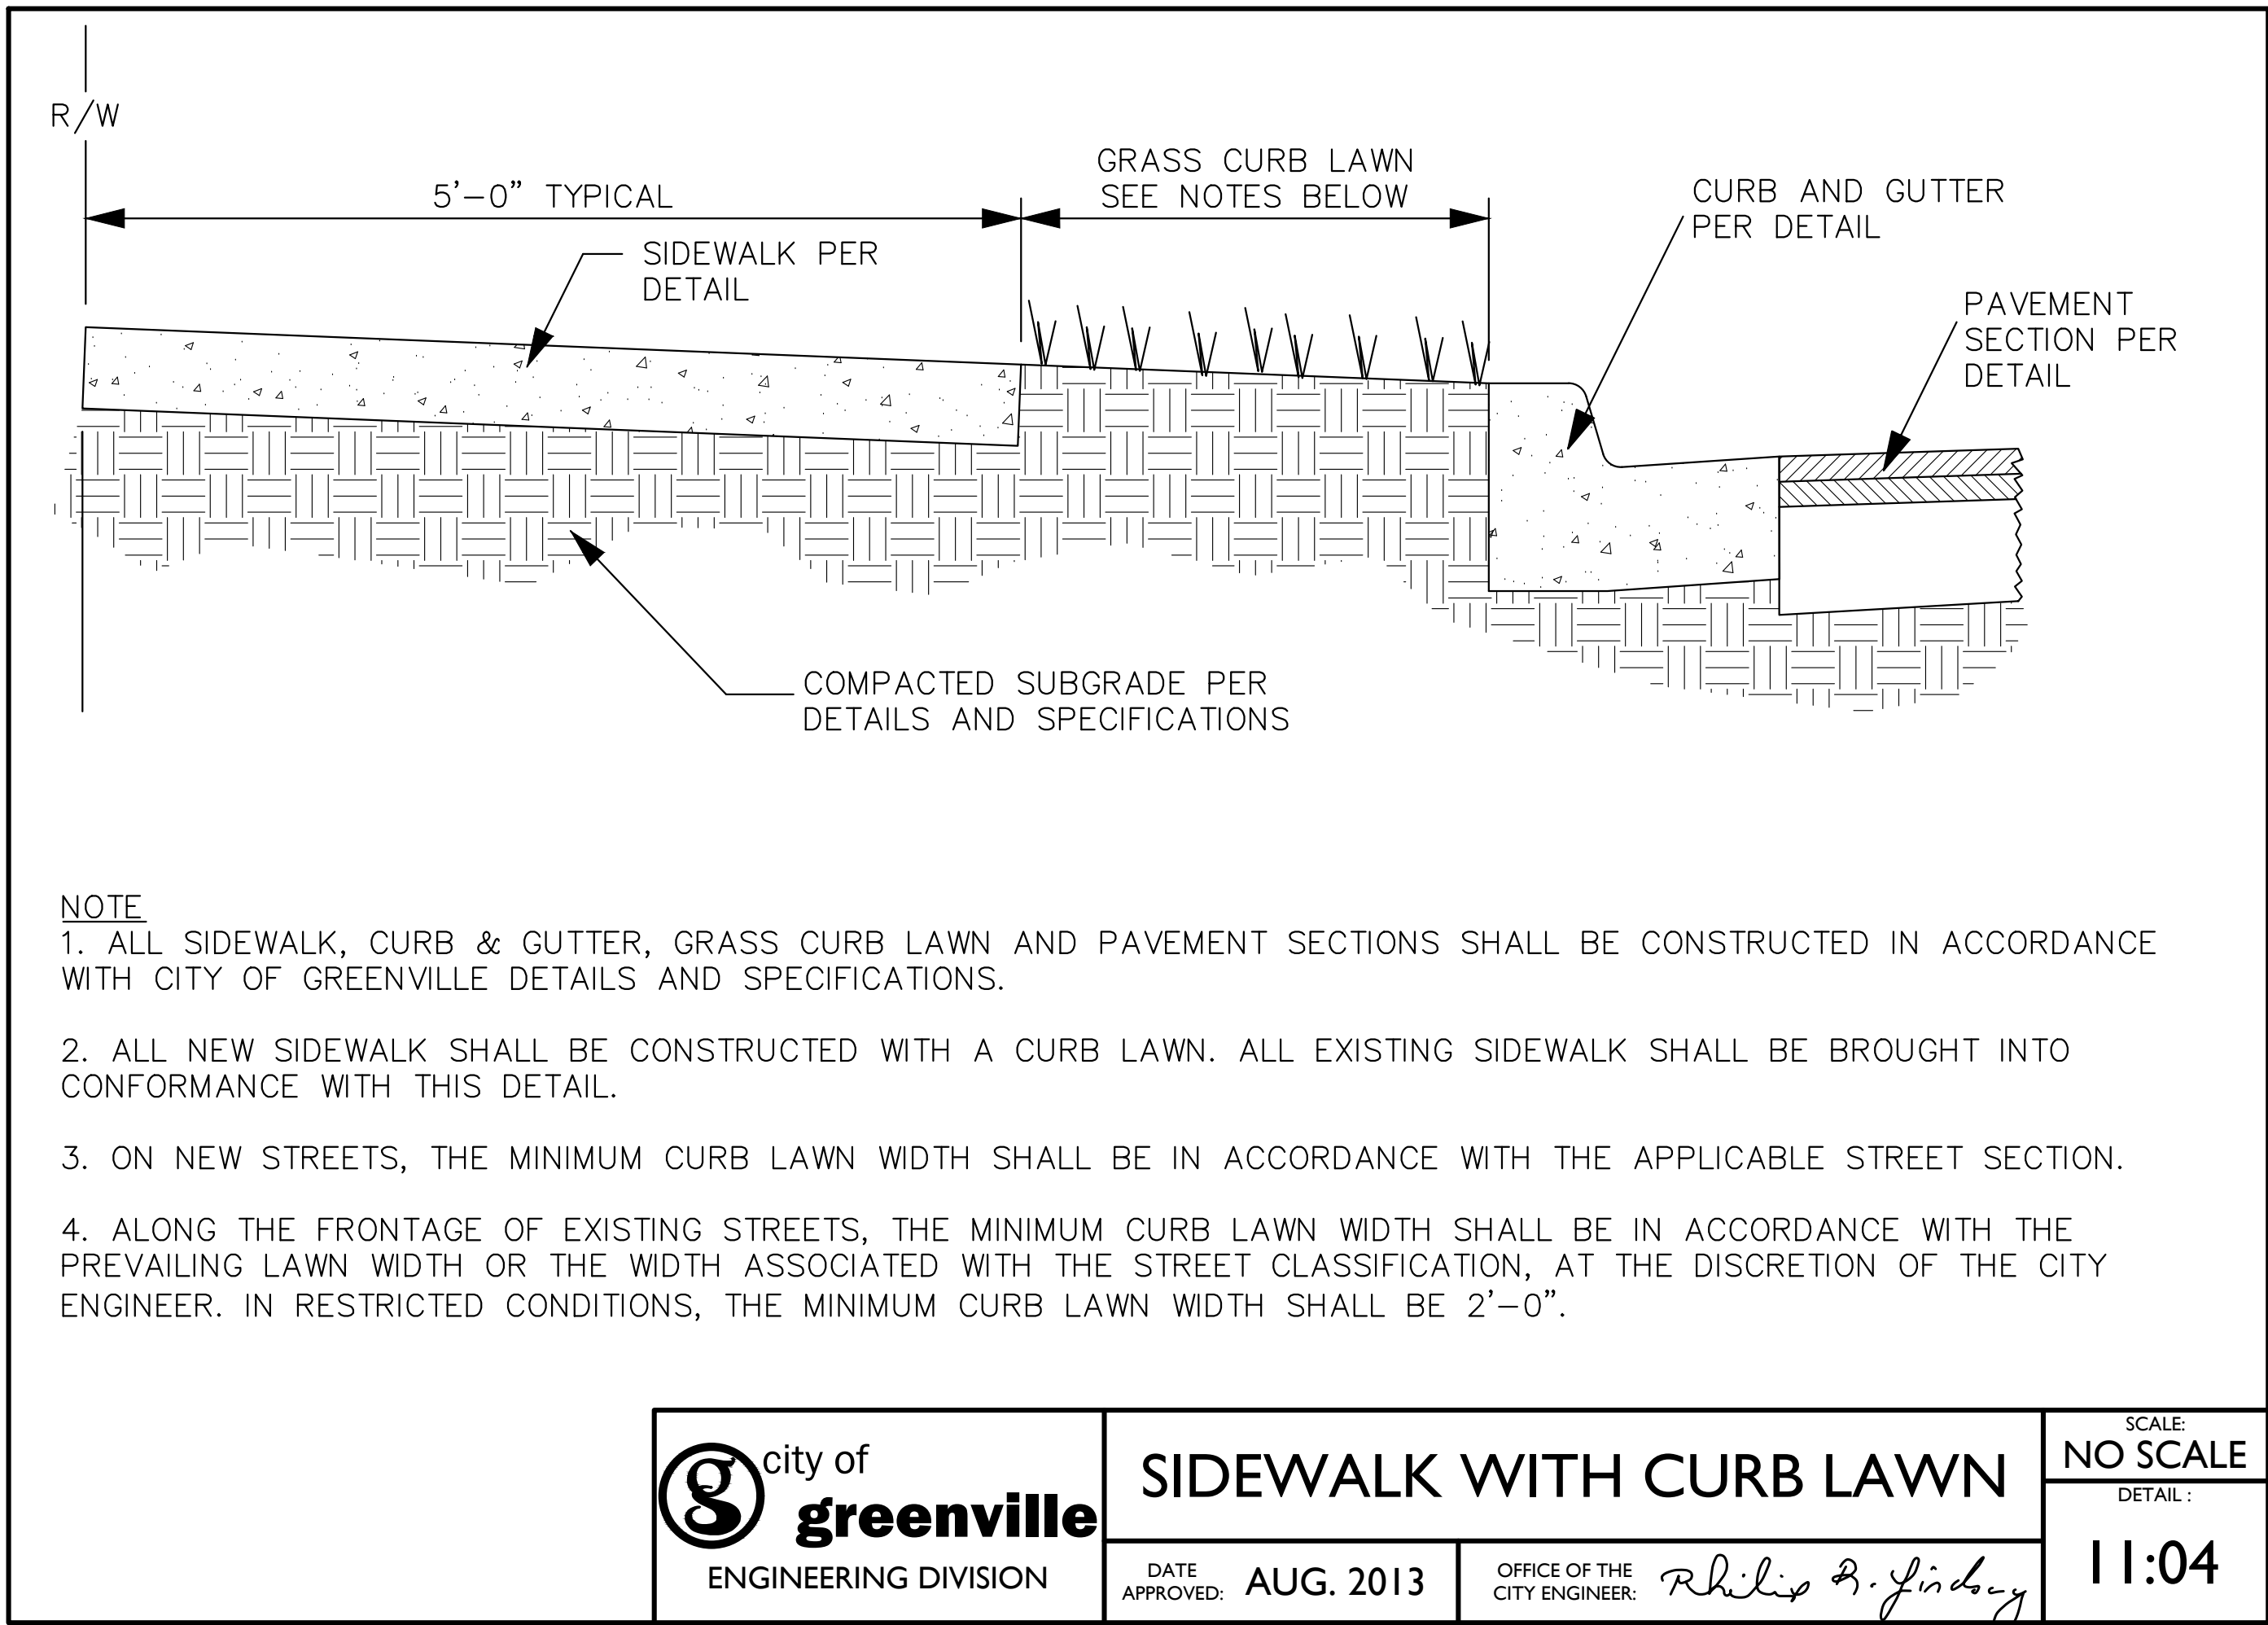 R/W
5’–0” TYPICAL
GRASS CURB LAWN
SEE NOTES BELOW
CURB AND GUTTER
PER DETAIL
SIDEWALK PER
DETAIL
PAVEMENT
SECTION PER
DETAIL
COMPACTED SUBGRADE PER
DETAILS AND SPECIFICATIONS
NOTE
1. ALL SIDEWALK, CURB & GUTTER, GRASS CURB LAWN AND PAVEMENT SECTIONS SHALL BE CONSTRUCTED IN ACCORDANCE
WITH CITY OF GREENVILLE DETAILS AND SPECIFICATIONS.
2. ALL NEW SIDEWALK SHALL BE CONSTRUCTED WITH A CURB LAWN. ALL EXISTING SIDEWALK SHALL BE BROUGHT INTO
CONFORMANCE WITH THIS DETAIL.
3. ON NEW STREETS, THE MINIMUM CURB LAWN WIDTH SHALL BE IN ACCORDANCE WITH THE APPLICABLE STREET SECTION.
4. ALONG THE FRONTAGE OF EXISTING STREETS, THE MINIMUM CURB LAWN WIDTH SHALL BE IN ACCORDANCE WITH THE
PREVAILING LAWN WIDTH OR THE WIDTH ASSOCIATED WITH THE STREET CLASSIFICATION, AT THE DISCRETION OF THE CITY
ENGINEER. IN RESTRICTED CONDITIONS, THE MINIMUM CURB LAWN WIDTH SHALL BE 2’–0”.
g
city of
greenville
ENGINEERING DIVISION
SIDEWALK WITH CURB LAWN
DATE
APPROVED: AUG. 2013
OFFICE OF THE
CITY ENGINEER: Philip R. Lindsay
SCALE:
NO SCALE
DETAIL :
11:04